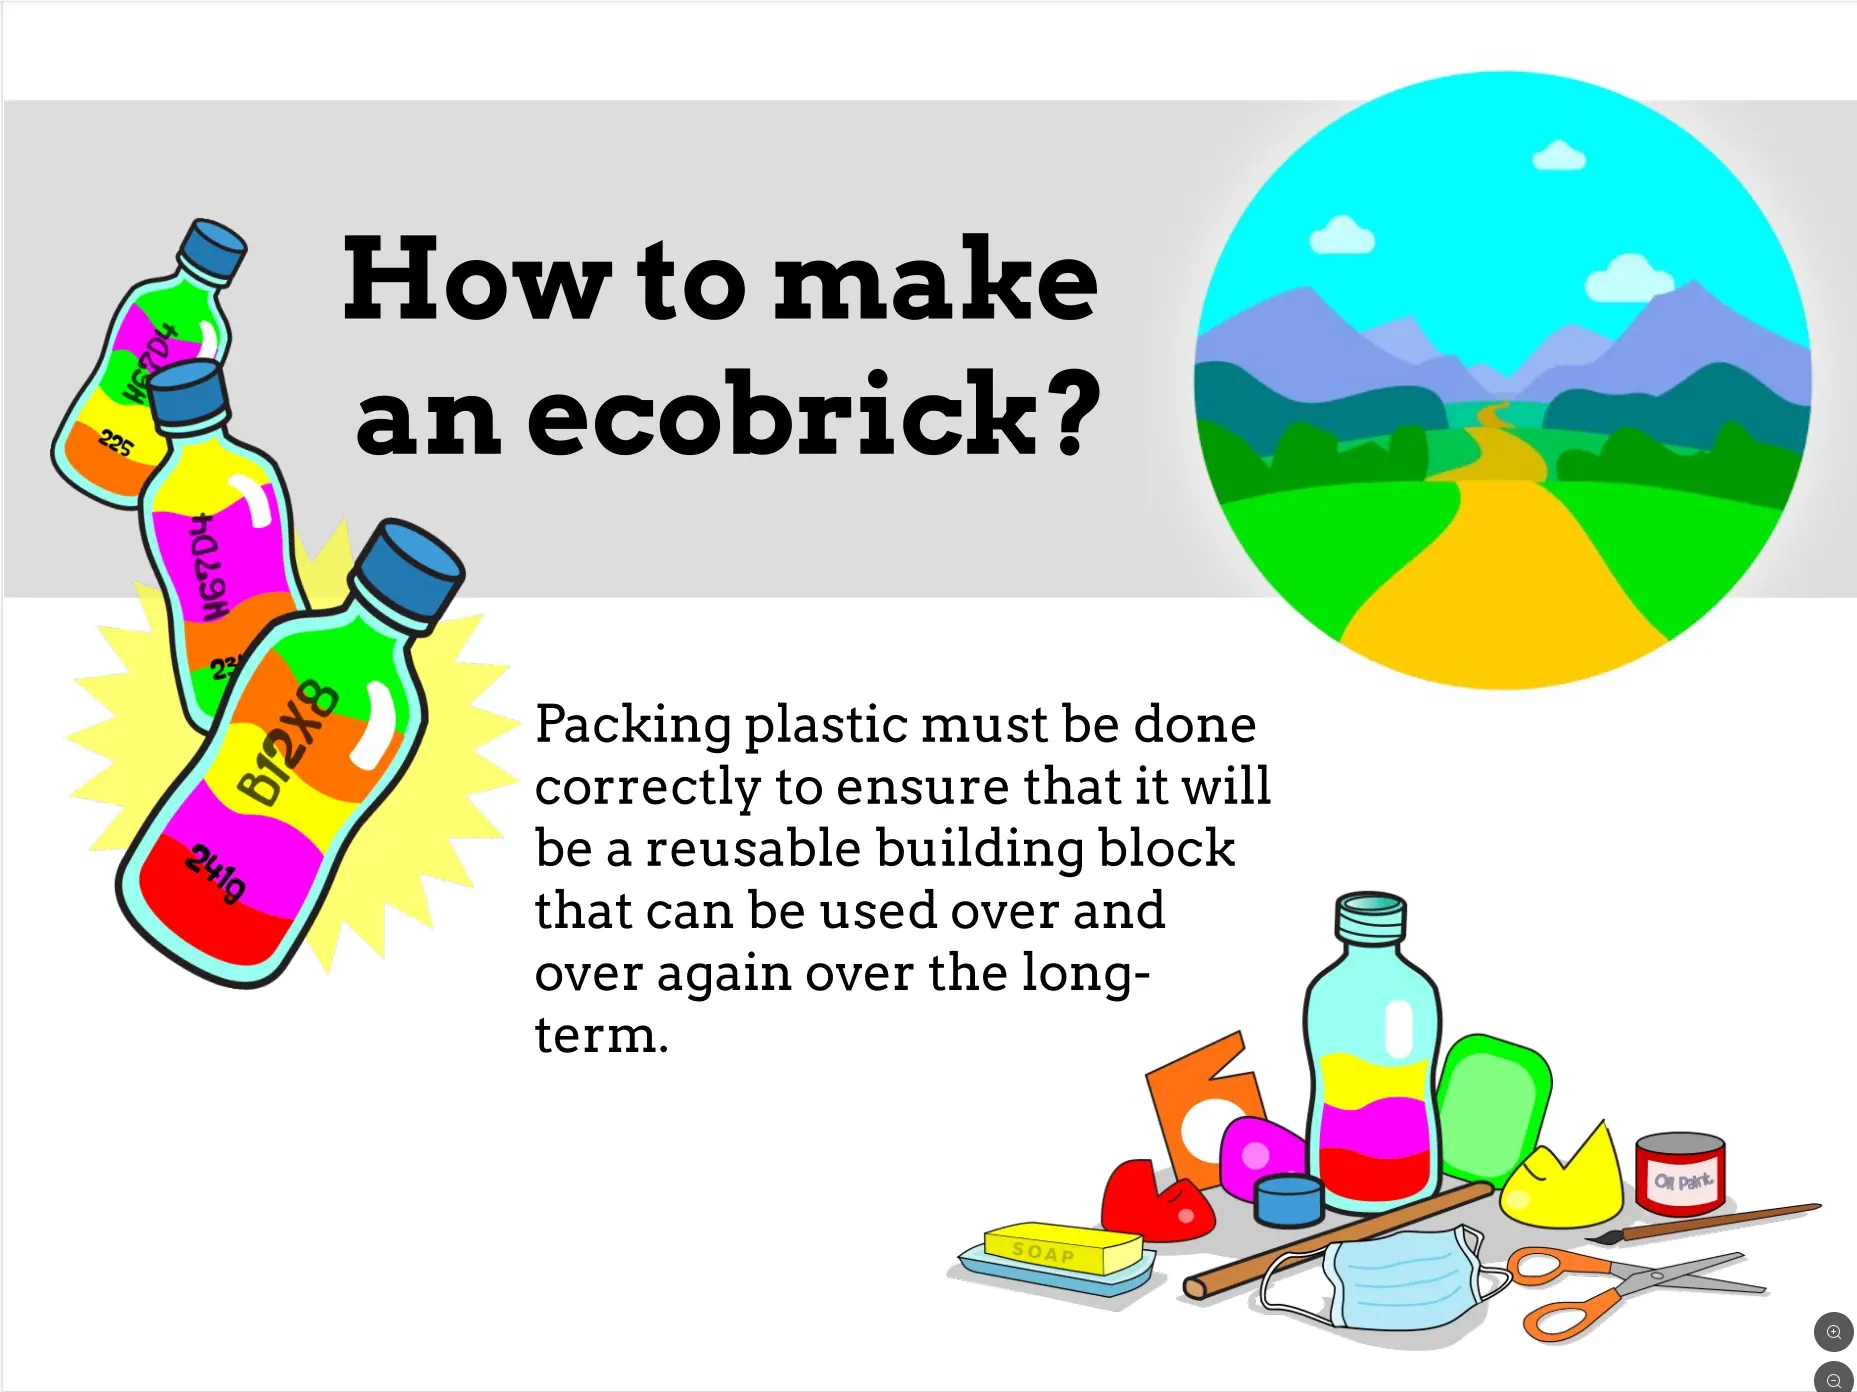 How to make
an ecobrick?
H67D4
225
H67D4
B12X8
241g
Packing plastic must be done
correctly to ensure that it will
be a reusable building block
that can be used over and
over again over the long-
term.
Oil Paint
SOAP